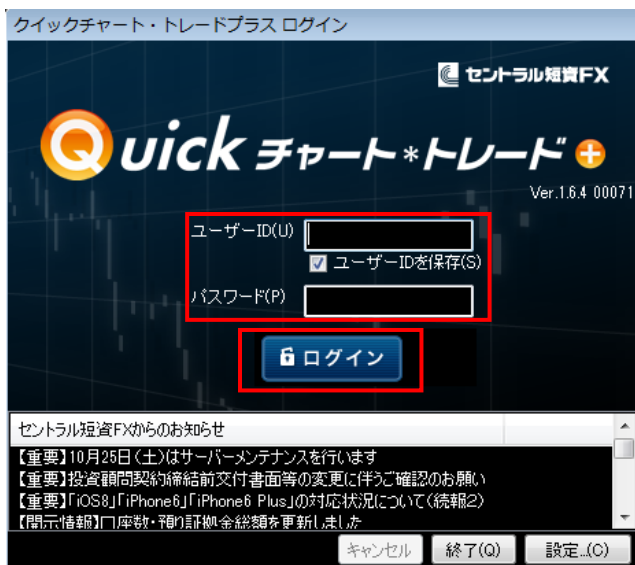 クイックチャート・トレードプラス ログイン
セントラル短資FX
Quick チャート*トレード+
Ver.1.6.4 00071
ユーザーID(U)
ユーザーIDを保存(S)
パスワード(P)
ログイン
セントラル短資FXからのお知らせ
【重要】10月25日(土)はサーバーメンテナンスを行います
【重要】投資顧問契約締結前交付書面等の変更に伴うご確認のお願い
【重要】「iOS8」「iPhone6」「iPhone6 Plus」の対応状況について(続報2)
【開示情報】口座数・預り証拠金総額を更新しました
キャンセル 終了(Q) 設定...(C)